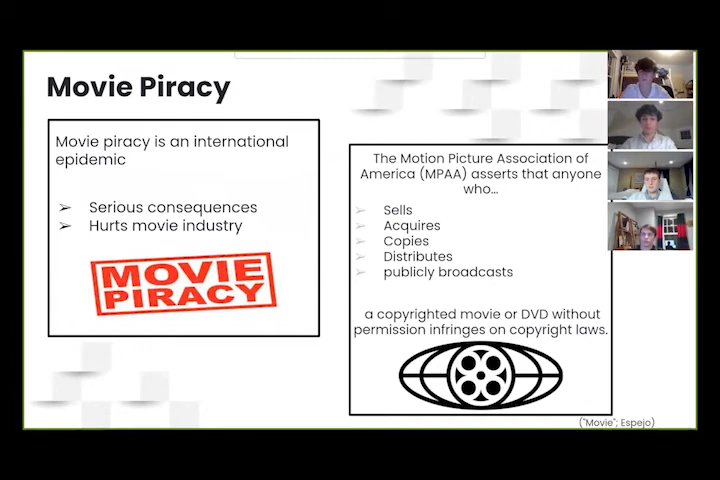 Movie Piracy
Movie piracy is an international
epidemic
➢ Serious consequences
➢ Hurts movie industry
MOVIE
PIRACY
The Motion Picture Association of
America (MPAA) asserts that anyone
who...
➢ Sells
➢ Acquires
➢ Copies
➢ Distributes
➢ publicly broadcasts
a copyrighted movie or DVD without
permission infringes on copyright laws.
("Movie"; Espejo)